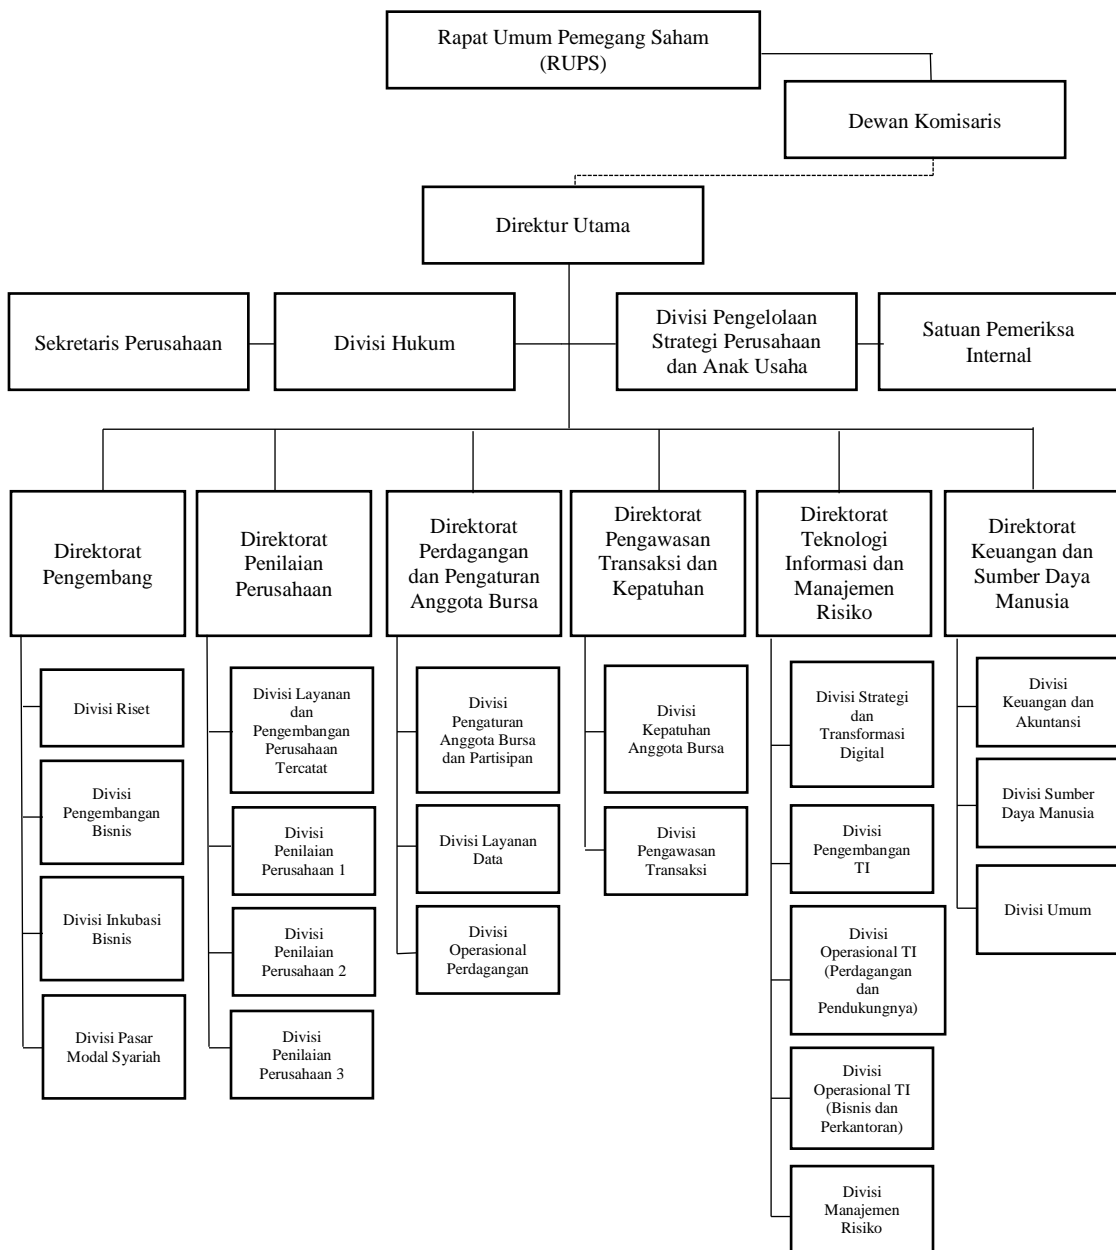 Rapat Umum Pemegang Saham
(RUPS)
Dewan Komisaris
Direktur Utama
Sekretaris Perusahaan
Divisi Hukum
Divisi Pengelolaan
Strategi Perusahaan
dan Anak Usaha
Satuan Pemeriksa
Internal
Direktorat
Pengembang
Direktorat
Penilaian
Perusahaan
Direktorat
Perdagangan
dan Pengaturan
Anggota Bursa
Direktorat
Pengawasan
Transaksi dan
Kepatuhan
Direktorat
Teknologi
Informasi dan
Manajemen
Risiko
Direktorat
Keuangan dan
Sumber Daya
Manusia
Divisi Riset
Divisi
Pengembangan
Bisnis
Divisi Inkubasi
Bisnis
Divisi Pasar
Modal Syariah
Divisi Layanan
dan
Pengembangan
Perusahaan
Tercatat
Divisi
Penilaian
Perusahaan 1
Divisi
Penilaian
Perusahaan 2
Divisi
Penilaian
Perusahaan 3
Divisi
Pengaturan
Anggota Bursa
dan Partisipan
Divisi Layanan
Data
Divisi
Operasional
Perdagangan
Divisi
Kepatuhan
Anggota Bursa
Divisi
Pengawasan
Transaksi
Divisi Strategi
dan
Transformasi
Digital
Divisi
Pengembangan
TI
Divisi
Operasional TI
(Perdagangan
dan
Pendukungnya)
Divisi
Operasional TI
(Bisnis dan
Perkantoran)
Divisi
Manajemen
Risiko
Divisi
Keuangan dan
Akuntansi
Divisi Sumber
Daya Manusia
Divisi Umum